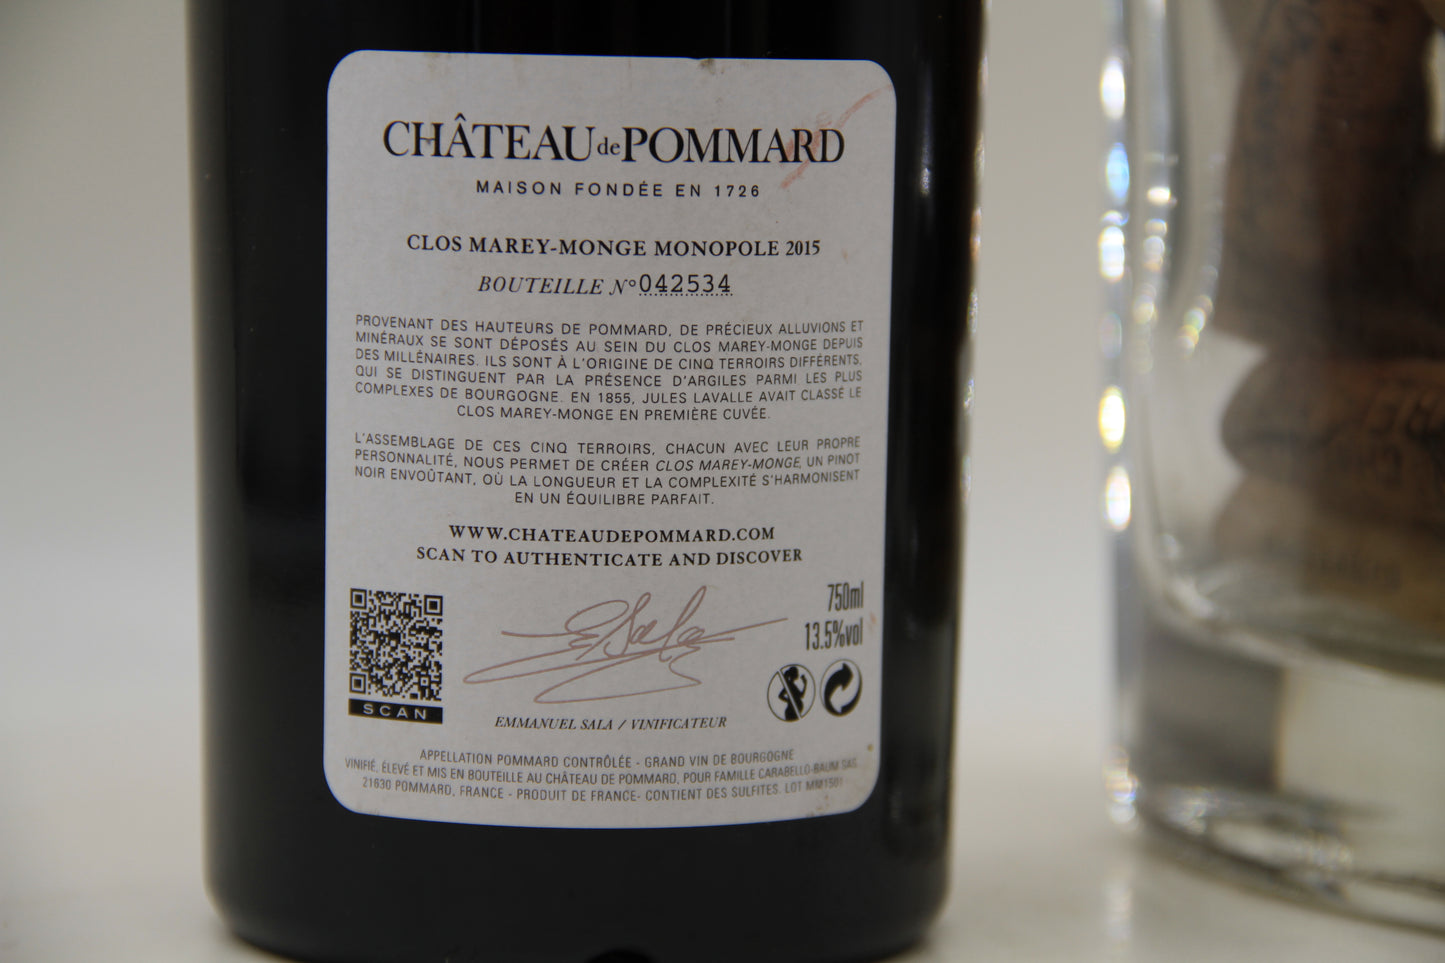 CHÂTEAU de POMMARD
MAISON FONDÉE EN 1726
CLOS MAREY-MONGE MONOPOLE 2015
BOUTEILLE N° 042534
PROVENANT DES HAUTEURS DE POMMARD, DE PRÉCIEUX ALLUVIONS ET
MINÉRAUX SE SONT DÉPOSÉS AU SEIN DU CLOS MAREY-MONGE DEPUIS
DES MILLÉNAIRES. ILS SONT À L'ORIGINE DE CINQ TERROIRS DIFFÉRENTS,
QUI SE DISTINGUENT PAR LA PRÉSENCE D'ARGILES PARMI LES PLUS
COMPLEXES DE BOURGOGNE. EN 1855, JULES LAVALLE AVAIT CLASSÉ LE
CLOS MAREY-MONGE EN PREMIÈRE CUVÉE.
L'ASSEMBLAGE DE CES CINQ TERROIRS, CHACUN AVEC LEUR PROPRE
PERSONNALITÉ, NOUS PERMET DE CRÉER CLOS MAREY-MONGE, UN PINOT
NOIR ENVOÛTANT, OÙ LA LONGUEUR ET LA COMPLEXITÉ S'HARMONISENT
EN UN ÉQUILIBRE PARFAIT.
WWW.CHATEAUDEPOMMARD.COM
SCAN TO AUTHENTICATE AND DISCOVER
750ml
13.5%vol
E Sala
SCAN
EMMANUEL SALA / VINIFICATEUR
APPELLATION POMMARD CONTRÔLÉE - GRAND VIN DE BOURGOGNE
VINIFIÉ, ÉLEVÉ ET MIS EN BOUTEILLE AU CHÂTEAU DE POMMARD, POUR FAMILLE CARABELLO-BAUM SAS
21630 POMMARD, FRANCE - PRODUIT DE FRANCE- CONTIENT DES SULFITES. LOT MM1501